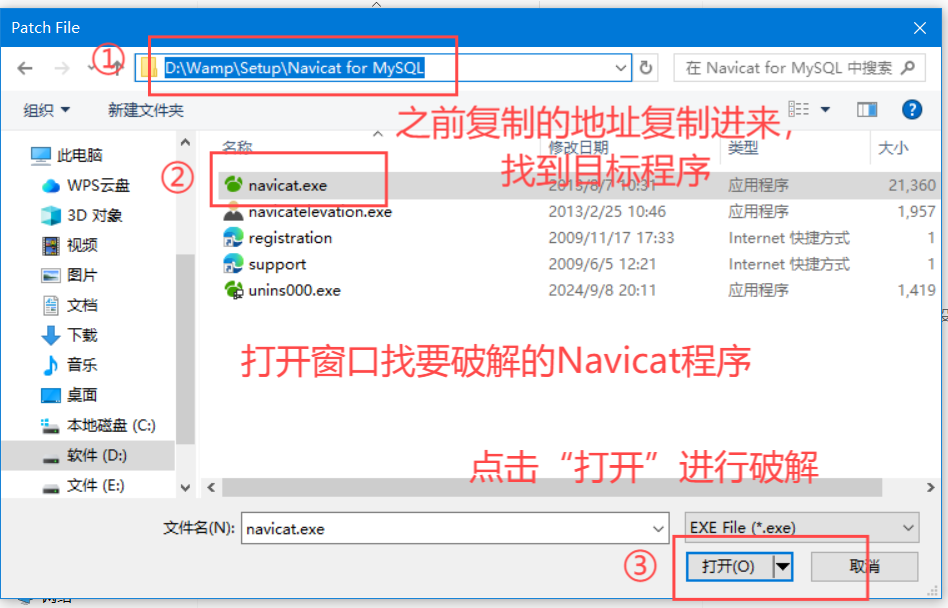 Patch File
①
D:\Wamp\Setup\Navicat for MySQL
在 Navicat for MySQL 中搜索
组织
新建文件夹
之前复制的地址复制进来,
找到目标程序
名称
修改日期
类型
大小
②
此电脑
WPS云盘
3D 对象
视频
图片
文档
下载
音乐
桌面
本地磁盘 (C:)
软件 (D:)
文件 (E:)
navicat.exe 2013/8/7 10:31 应用程序 21,360
navicatelevation.exe 2013/2/25 10:46 应用程序 1,957
registration 2009/11/17 17:33 Internet 快捷方式 1
support 2009/6/5 12:21 Internet 快捷方式 1
unins000.exe 2024/9/8 20:11 应用程序 1,419
打开窗口找要破解的Navicat程序
点击“打开”进行破解
文件名(N):
navicat.exe
EXE File (*.exe)
③
打开(O)
取消